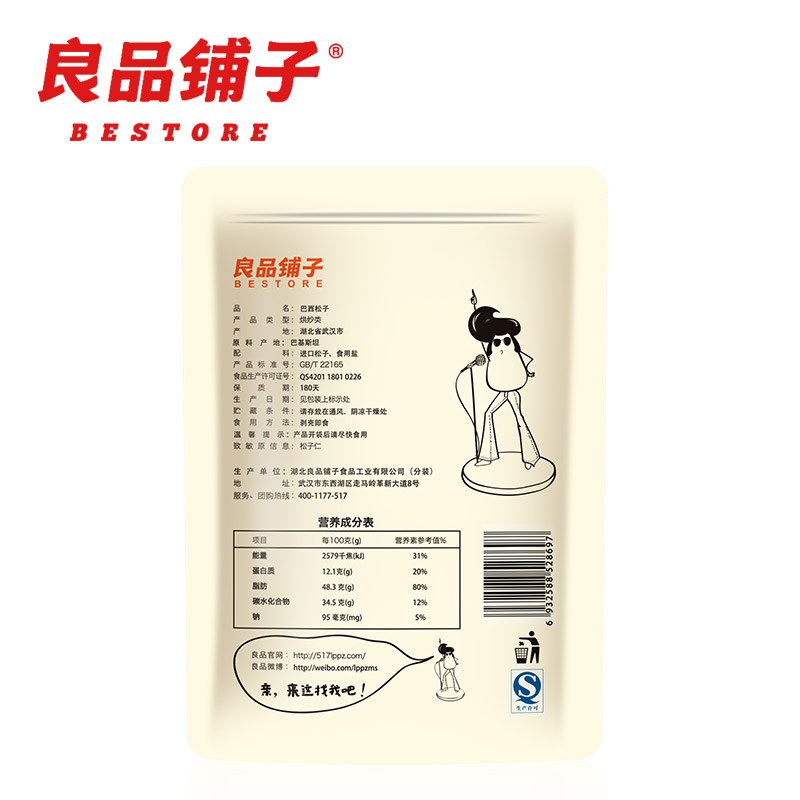 良品铺子®
BESTORE
良品铺子
BESTORE
品 名：巴西松子
产品类型：烘炒类
产 地：湖北省武汉市
原料产地：巴基斯坦
配 料：进口松子、食用盐
产品标准号：GB/T 22165
食品生产许可证号：QS4201 1801 0226
保 质 期：180天
生产日期：见包装上标示处
贮藏条件：请存放在通风、阴凉干燥处
食用方法：剥壳即食
温馨提示：产品开袋后请尽快食用
致敏原信息：松子仁
生产单位：湖北良品铺子食品工业有限公司（分装）
地 址：武汉市东西湖区走马岭革新大道8号
服务、团购热线：400-1177-517
营养成分表
项目 每100克(g) 营养素参考值%
能量 2579千焦(kJ) 31%
蛋白质 12.1克(g) 20%
脂肪 48.3 克(g) 80%
碳水化合物 34.5 克(g) 12%
钠 95 毫克(mg) 5%
6 932588 528697
良品官网：http://517lppz.com/
良品微博：http://weibo.com/lppzms
亲，来这找我吧！
QS
生产许可